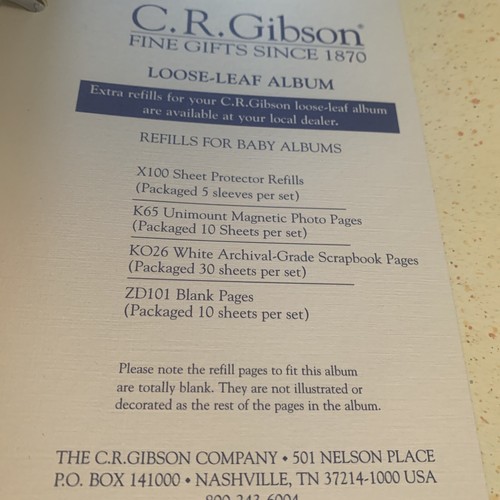 C.R.Gibson®
FINE GIFTS SINCE 1870
LOOSE-LEAF ALBUM
Extra refills for your C.R.Gibson loose-leaf album
are available at your local dealer.
REFILLS FOR BABY ALBUMS
X100 Sheet Protector Refills
(Packaged 5 sleeves per set)
K65 Unimount Magnetic Photo Pages
(Packaged 10 Sheets per set)
KO26 White Archival-Grade Scrapbook Pages
(Packaged 30 sheets per set)
ZD101 Blank Pages
(Packaged 10 sheets per set)
Please note the refill pages to fit this album
are totally blank. They are not illustrated or
decorated as the rest of the pages in the album.
THE C.R.GIBSON COMPANY • 501 NELSON PLACE
P.O. BOX 141000 • NASHVILLE, TN 37214-1000 USA
800-243-6004